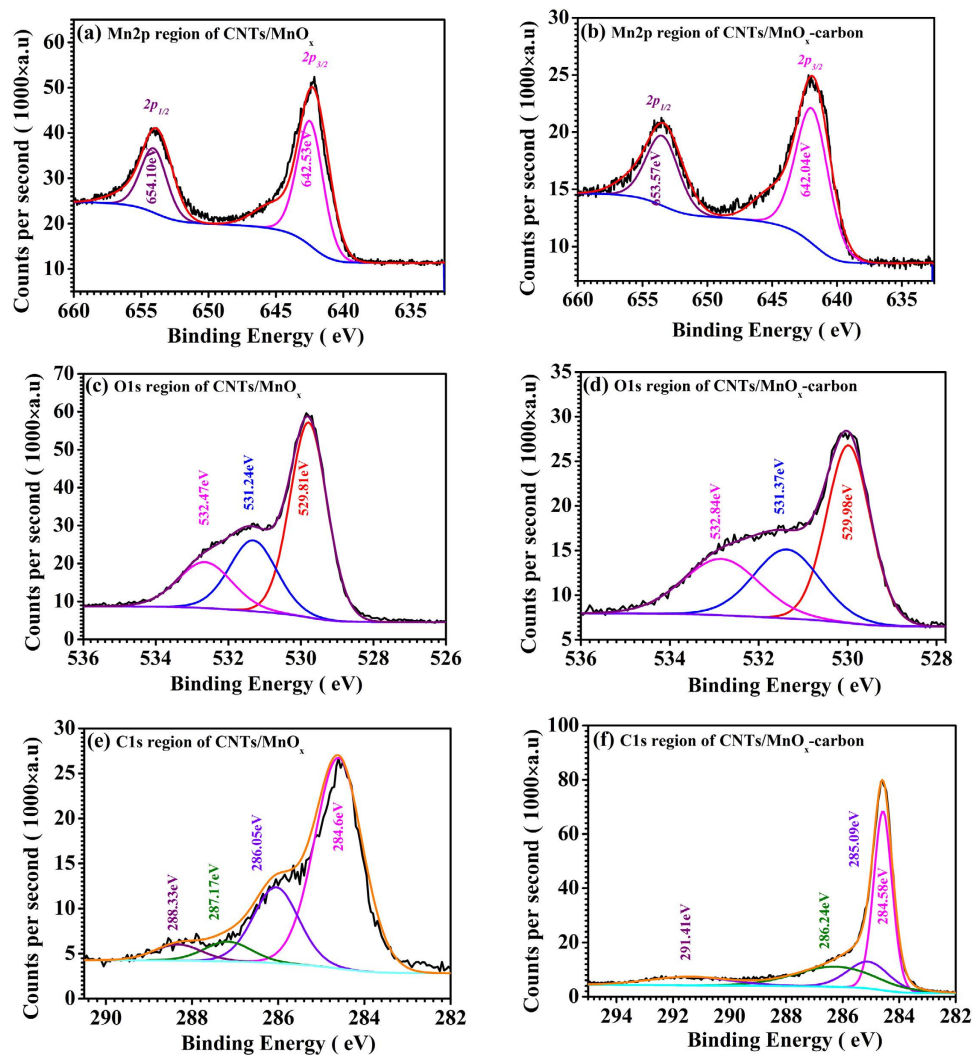 (a) Mn2p region of CNTs/MnOx
2p3/2
2p1/2
654.10eV
642.53eV
Counts per second ( 1000×a.u)
60
50
40
30
20
10
660 655 650 645 640 635
Binding Energy ( eV)
(b) Mn2p region of CNTs/MnOx-carbon
2p3/2
2p1/2
653.57eV
642.04eV
Counts per second ( 1000×a.u)
30
25
20
15
10
660 655 650 645 640 635
Binding Energy ( eV)
(c) O1s region of CNTs/MnOx
532.47eV
531.24eV
529.81eV
Counts per second ( 1000×a.u)
70
60
50
40
30
20
10
0
536 534 532 530 528 526
Binding Energy ( eV)
(d) O1s region of CNTs/MnOx-carbon
532.84eV
531.37eV
529.98eV
Counts per second ( 1000×a.u)
35
30
25
20
15
10
5
536 534 532 530 528
Binding Energy ( eV)
(e) C1s region of CNTs/MnOx
288.33eV
287.17eV
286.05eV
284.6eV
Counts per second ( 1000×a.u)
30
25
20
15
10
5
0
290 288 286 284 282
Binding Energy ( eV)
(f) C1s region of CNTs/MnOx-carbon
291.41eV
286.24eV
285.09eV
284.58eV
Counts per second ( 1000×a.u)
100
80
60
40
20
0
295 294 292 290 288 286 284 282
Binding Energy ( eV)